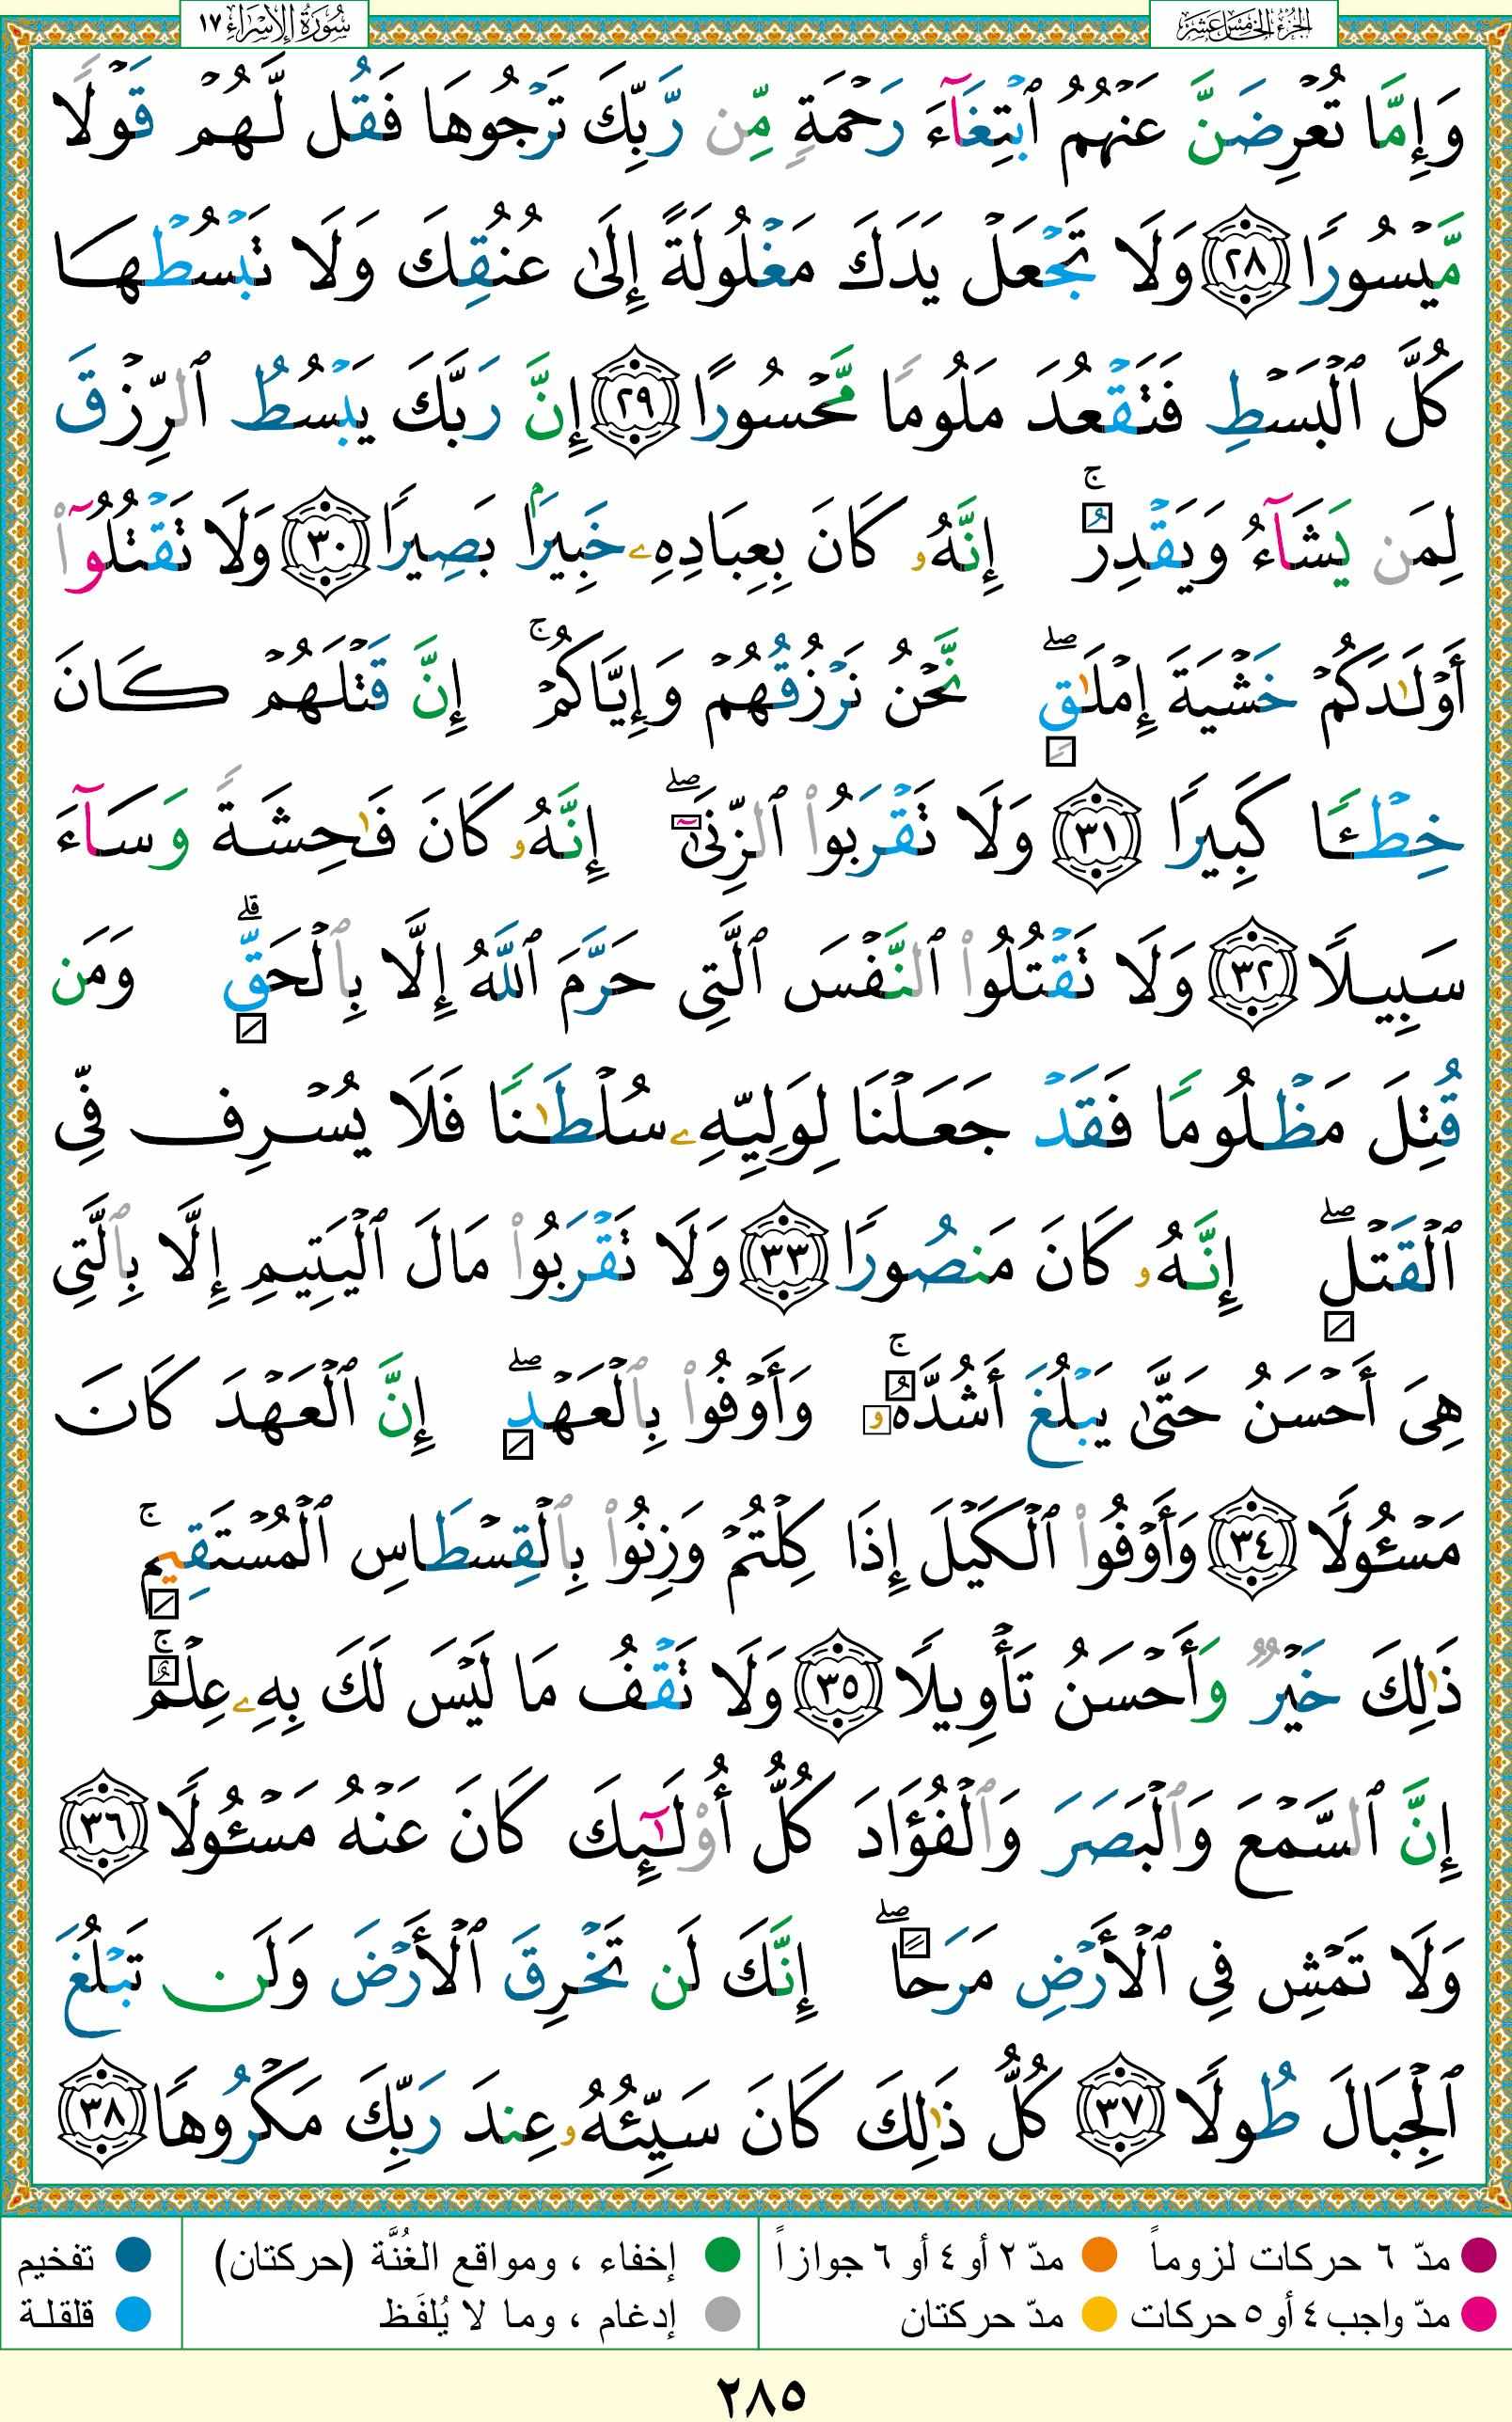 الجزء الخامس عشر
سورة الإسراء ١٧
وَإِمَّا تُعْرِضَنَّ عَنْهُمُ ٱبْتِغَآءَ رَحْمَةٍ مِّن رَّبِّكَ تَرْجُوهَا فَقُل لَّهُمْ قَوْلًا
مَّيْسُورًا ٢٨ وَلَا تَجْعَلْ يَدَكَ مَغْلُولَةً إِلَىٰ عُنُقِكَ وَلَا تَبْسُطْهَا
كُلَّ ٱلْبَسْطِ فَتَقْعُدَ مَلُومًا مَّحْسُورًا ٢٩ إِنَّ رَبَّكَ يَبْسُطُ ٱلرِّزْقَ
لِمَن يَشَآءُ وَيَقْدِرُ ۚ إِنَّهُۥ كَانَ بِعِبَادِهِۦ خَبِيرًۢا بَصِيرًا ٣٠ وَلَا تَقْتُلُوٓا۟
أَوْلَـٰدَكُمْ خَشْيَةَ إِمْلَـٰقٍ ۖ نَّحْنُ نَرْزُقُهُمْ وَإِيَّاكُمْ ۚ إِنَّ قَتْلَهُمْ كَانَ
خِطْـًٔا كَبِيرًا ٣١ وَلَا تَقْرَبُوا۟ ٱلزِّنَىٰٓ ۖ إِنَّهُۥ كَانَ فَـٰحِشَةً وَسَآءَ
سَبِيلًا ٣٢ وَلَا تَقْتُلُوا۟ ٱلنَّفْسَ ٱلَّتِى حَرَّمَ ٱللَّهُ إِلَّا بِٱلْحَقِّ ۗ وَمَن
قُتِلَ مَظْلُومًا فَقَدْ جَعَلْنَا لِوَلِيِّهِۦ سُلْطَـٰنًا فَلَا يُسْرِف فِّى
ٱلْقَتْلِ ۖ إِنَّهُۥ كَانَ مَنصُورًا ٣٣ وَلَا تَقْرَبُوا۟ مَالَ ٱلْيَتِيمِ إِلَّا بِٱلَّتِى
هِىَ أَحْسَنُ حَتَّىٰ يَبْلُغَ أَشُدَّهُۥ ۚ وَأَوْفُوا۟ بِٱلْعَهْدِ ۖ إِنَّ ٱلْعَهْدَ كَانَ
مَسْـُٔولًا ٣٤ وَأَوْفُوا۟ ٱلْكَيْلَ إِذَا كِلْتُمْ وَزِنُوا۟ بِٱلْقِسْطَاسِ ٱلْمُسْتَقِيمِ ۚ
ذَٰلِكَ خَيْرٌ وَأَحْسَنُ تَأْوِيلًا ٣٥ وَلَا تَقْفُ مَا لَيْسَ لَكَ بِهِۦ عِلْمٌ ۚ
إِنَّ ٱلسَّمْعَ وَٱلْبَصَرَ وَٱلْفُؤَادَ كُلُّ أُو۟لَـٰٓئِكَ كَانَ عَنْهُ مَسْـُٔولًا ٣٦
وَلَا تَمْشِ فِى ٱلْأَرْضِ مَرَحًا ۖ إِنَّكَ لَن تَخْرِقَ ٱلْأَرْضَ وَلَن تَبْلُغَ
ٱلْجِبَالَ طُولًا ٣٧ كُلُّ ذَٰلِكَ كَانَ سَيِّئُهُۥ عِندَ رَبِّكَ مَكْرُوهًا ٣٨
مدّ ٦ حركات لزوماً مدّ ٢ أو ٤ أو ٦ جوازاً إخفاء ، ومواقع الغُنَّة (حركتان) تفخيم
مدّ واجب ٤ أو ٥ حركات مدّ حركتان إدغام ، وما لا يُلفَظ قلقلة
٢٨٥